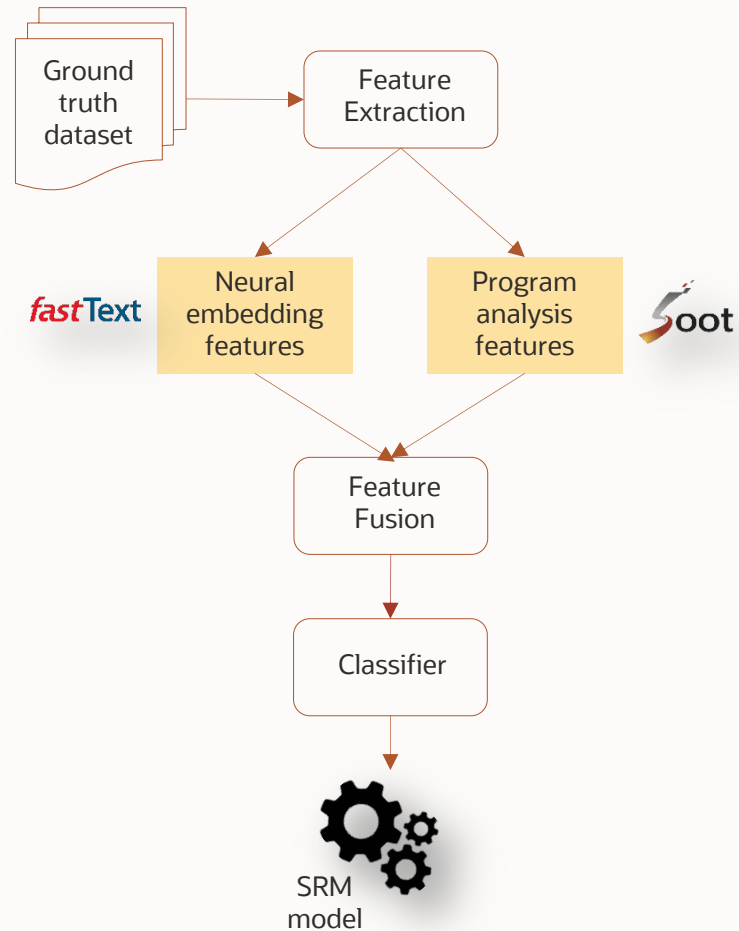 Ground
truth
dataset
Feature
Extraction
fastText
Neural
embedding
features
Program
analysis
features
Soot
Feature
Fusion
Classifier
SRM
model